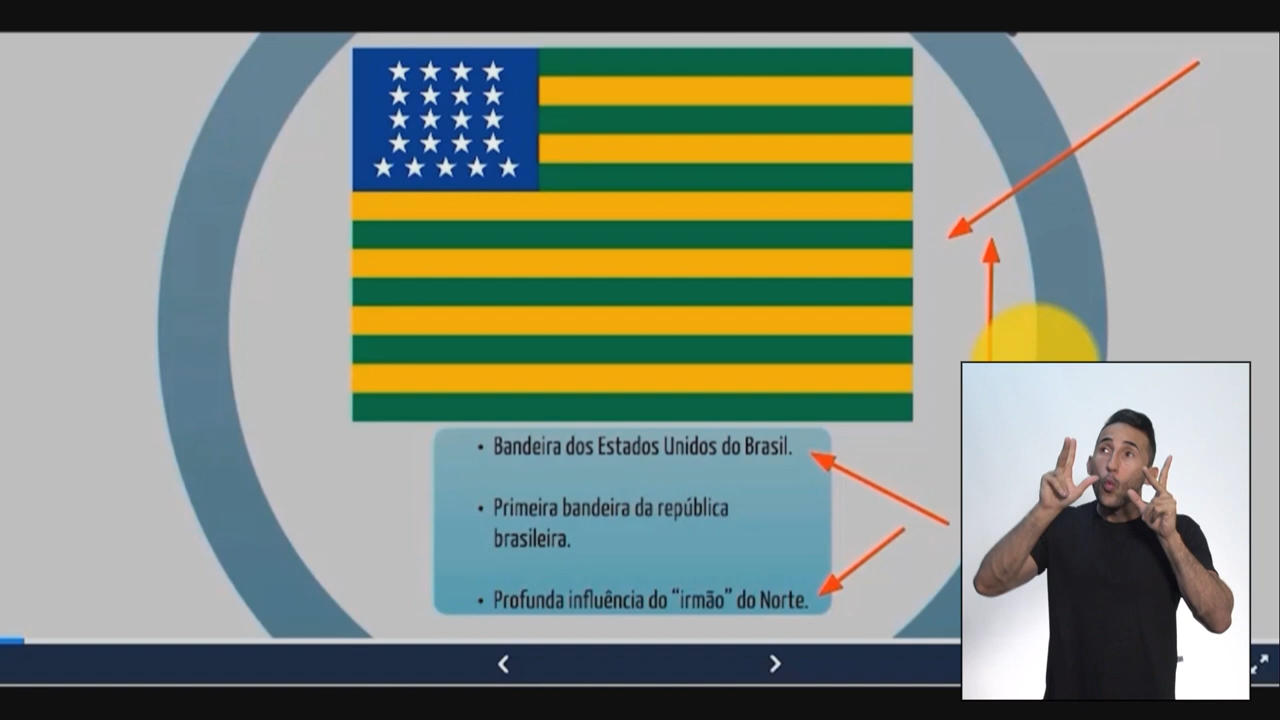 • Bandeira dos Estados Unidos do Brasil.
• Primeira bandeira da república
brasileira.
• Profunda influência do “irmão” do Norte.